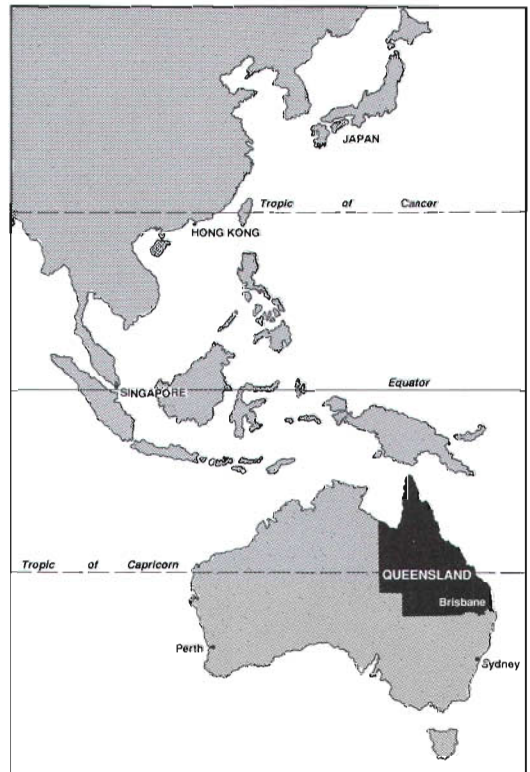 JAPAN
Tropic of Cancer
HONG KONG
Equator
SINGAPORE
Tropic of Capricorn
QUEENSLAND
Brisbane
Perth
Sydney